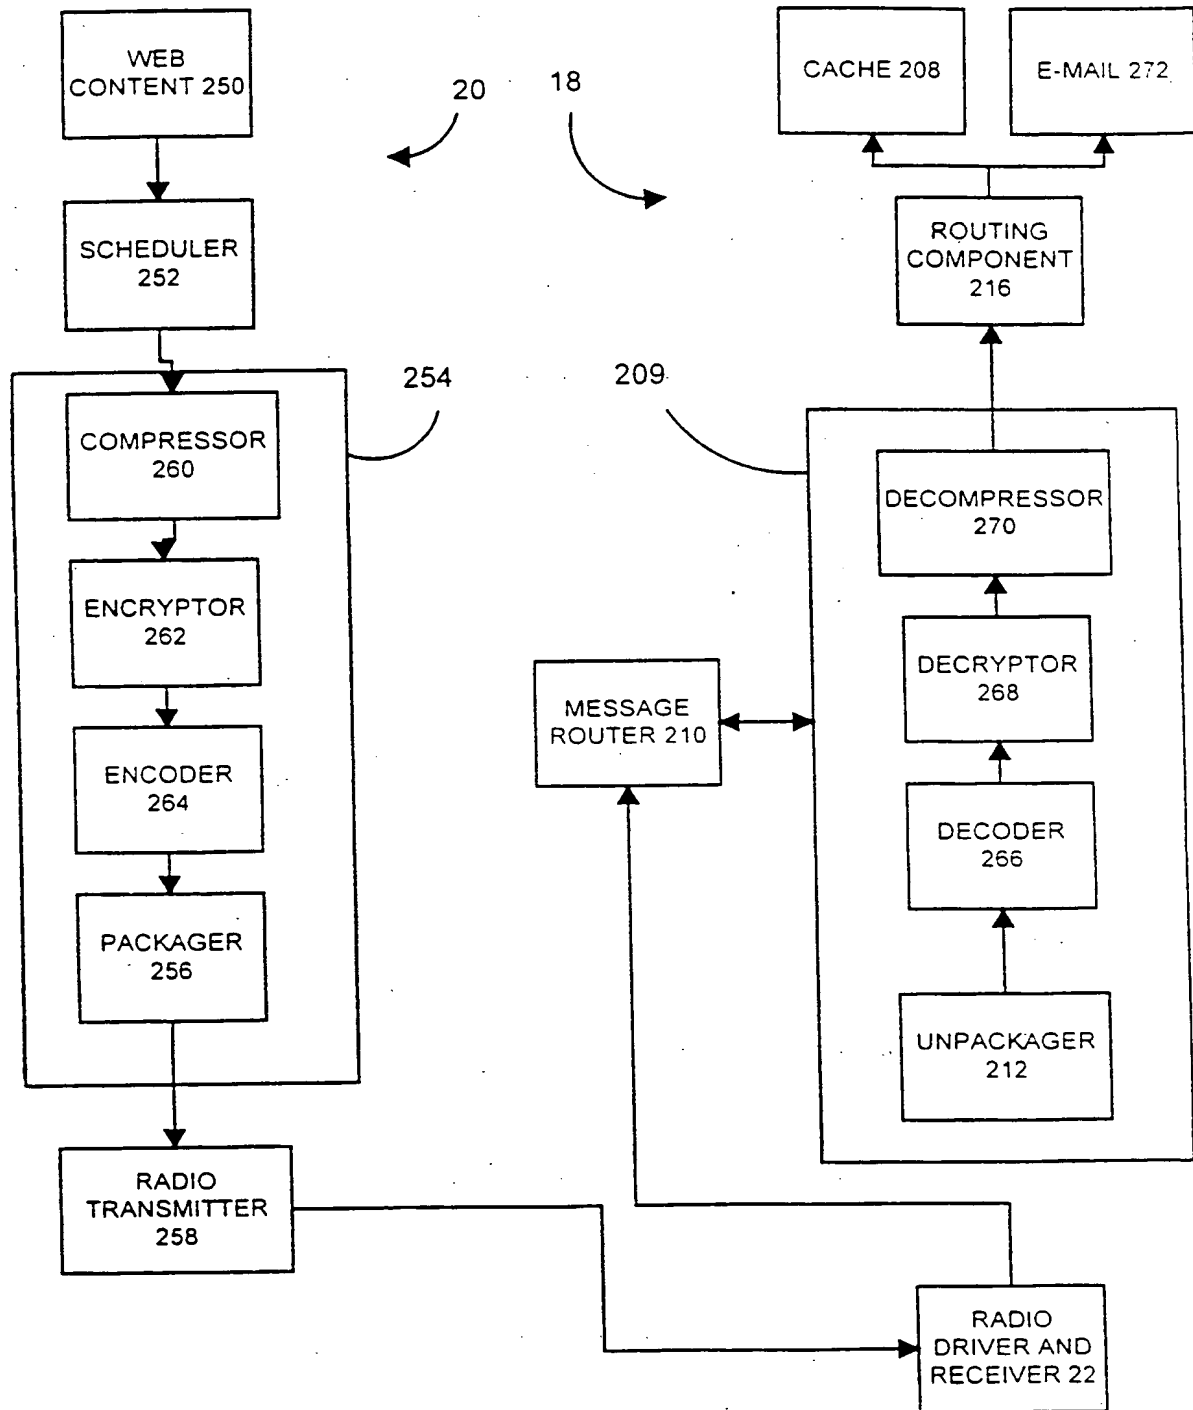 WEB
CONTENT 250
SCHEDULER
252
20
18
CACHE 208
E-MAIL 272
ROUTING
COMPONENT
216
254
209
COMPRESSOR
260
ENCRYPTOR
262
ENCODER
264
PACKAGER
256
RADIO
TRANSMITTER
258
MESSAGE
ROUTER 210
DECOMPRESSOR
270
DECRYPTOR
268
DECODER
266
UNPACKAGER
212
RADIO
DRIVER AND
RECEIVER 22